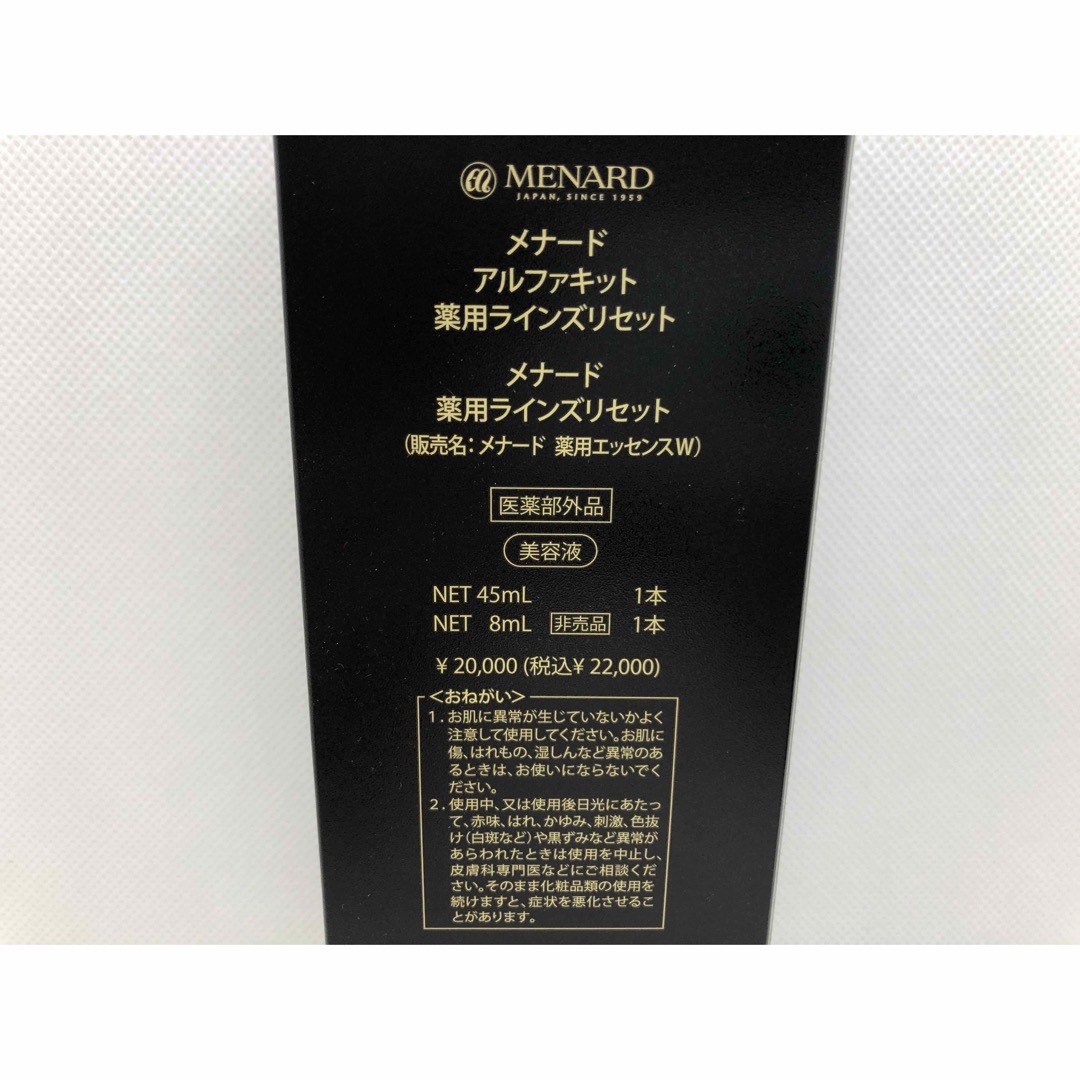 MENARD
JAPAN, SINCE 1959
メナード
アルファキット
薬用ラインズリセット
メナード
薬用ラインズリセット
(販売名：メナード 薬用エッセンスW)
医薬部外品
美容液
NET 45mL 1本
NET 8mL 非売品 1本
¥ 20,000 (税込¥ 22,000)
＜おねがい＞
1．お肌に異常が生じていないかよく
注意して使用してください。お肌に
傷、はれもの、湿しんなど異常のあ
るときは、お使いにならないでく
ださい。
2．使用中、又は使用後日光にあたっ
て、赤味、はれ、かゆみ、刺激、色抜
け(白斑など)や黒ずみなど異常が
あらわれたときは使用を中止し、
皮膚科専門医などにご相談くだ
さい。そのまま化粧品類の使用を
続けますと、症状を悪化させるこ
とがあります。